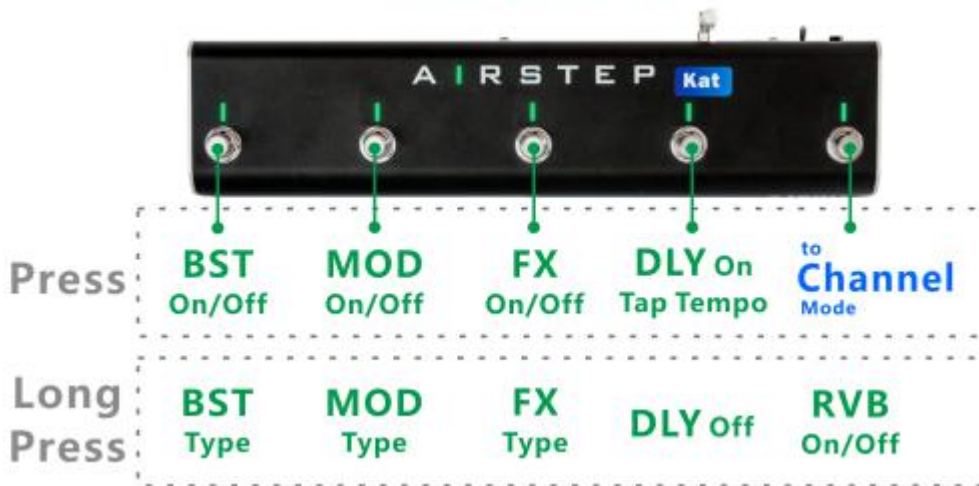 AIRSTEP Kat
Press
BST
On/Off
MOD
On/Off
FX
On/Off
DLY On
Tap Tempo
to
Channel
Mode
Long
Press
BST
Type
MOD
Type
FX
Type
DLY Off
RVB
On/Off